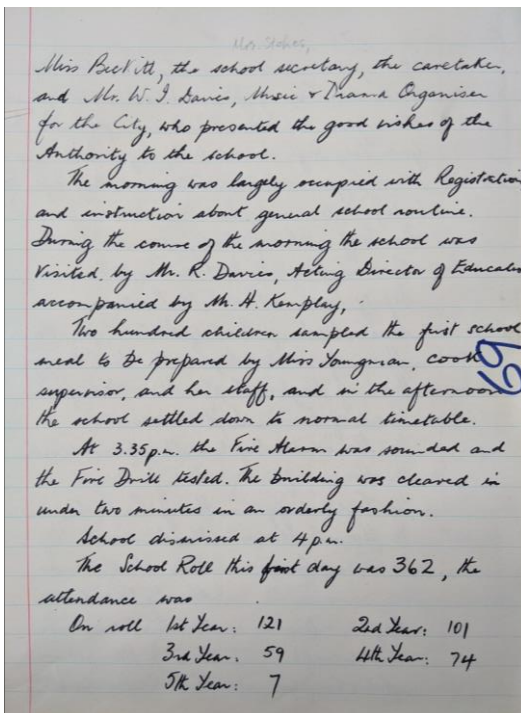 Mrs. Stokes,
Miss Beckitt, the school secretary, the caretaker,
and Mr. W. I. Davies, Music & Drama Organiser
for the City, who presented the good wishes of the
Authority to the school.
The morning was largely occupied with Registration
and instruction about general school routine.
During the course of the morning the school was
visited by Mr. R. Davies, Acting Director of Education
accompanied by Mr. H. Kemplay,
Two hundred children sampled the first school
meal to be prepared by Miss Youngman, cook
supervisor, and her staff, and in the afternoon
the school settled down to normal timetable.
At 3.35p.m. the Fire Alarm was sounded and
the Fire Drill tested. The building was cleared in
under two minutes in an orderly fashion.
School dismissed at 4 p.m.
The School Roll this first day was 362, the
attendance was
On roll 1st Year: 121 2nd Year: 101
3rd Year: 59 4th Year: 74
5th Year: 7
69